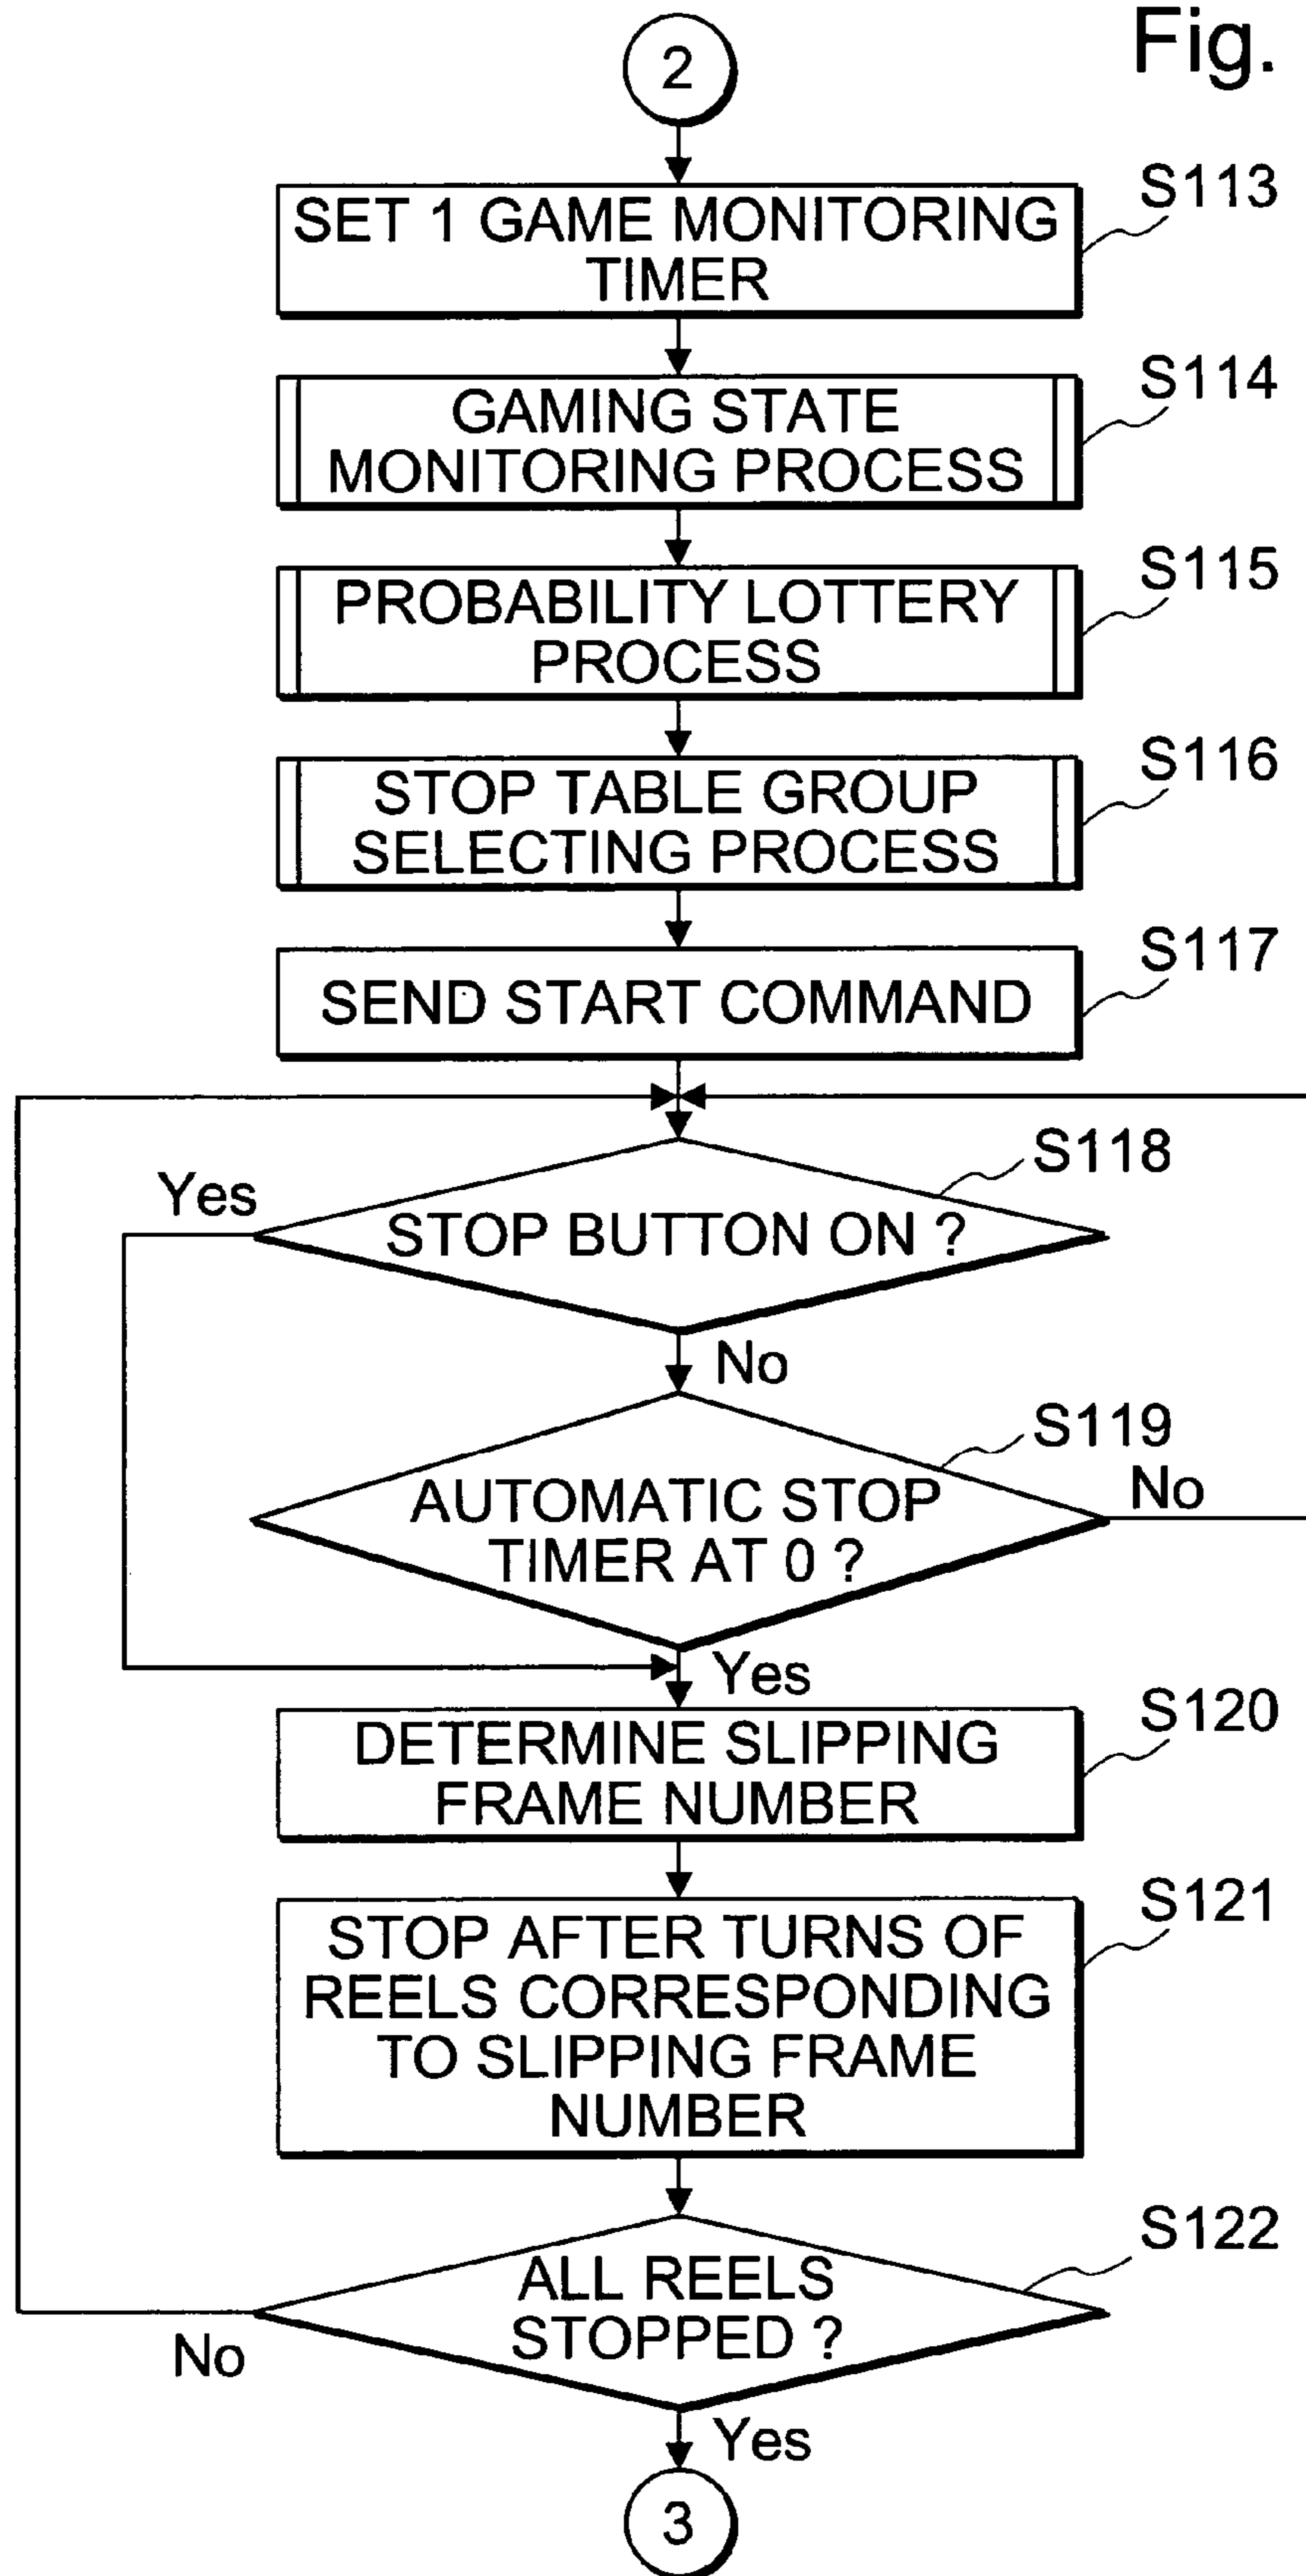 Fig.
2
S113
SET 1 GAME MONITORING
TIMER
S114
GAMING STATE
MONITORING PROCESS
S115
PROBABILITY LOTTERY
PROCESS
S116
STOP TABLE GROUP
SELECTING PROCESS
S117
SEND START COMMAND
S118
Yes
STOP BUTTON ON ?
No
S119
AUTOMATIC STOP
TIMER AT 0 ?
No
Yes
S120
DETERMINE SLIPPING
FRAME NUMBER
S121
STOP AFTER TURNS OF
REELS CORRESPONDING
TO SLIPPING FRAME
NUMBER
S122
ALL REELS
STOPPED ?
No
Yes
3